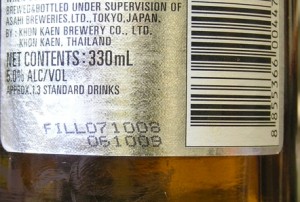 BREWED&BOTTLED UNDER SUPERVISION OF
ASAHI BREWERIES.LTD.,TOKYO,JAPAN.
BY : KHON KAEN BREWERY CO., LTD.
KHON KAEN, THAILAND
NET CONTENTS : 330mL
5.0% ALC/VOL
APPROX.1.3 STANDARD DRINKS
FILL071008
061009